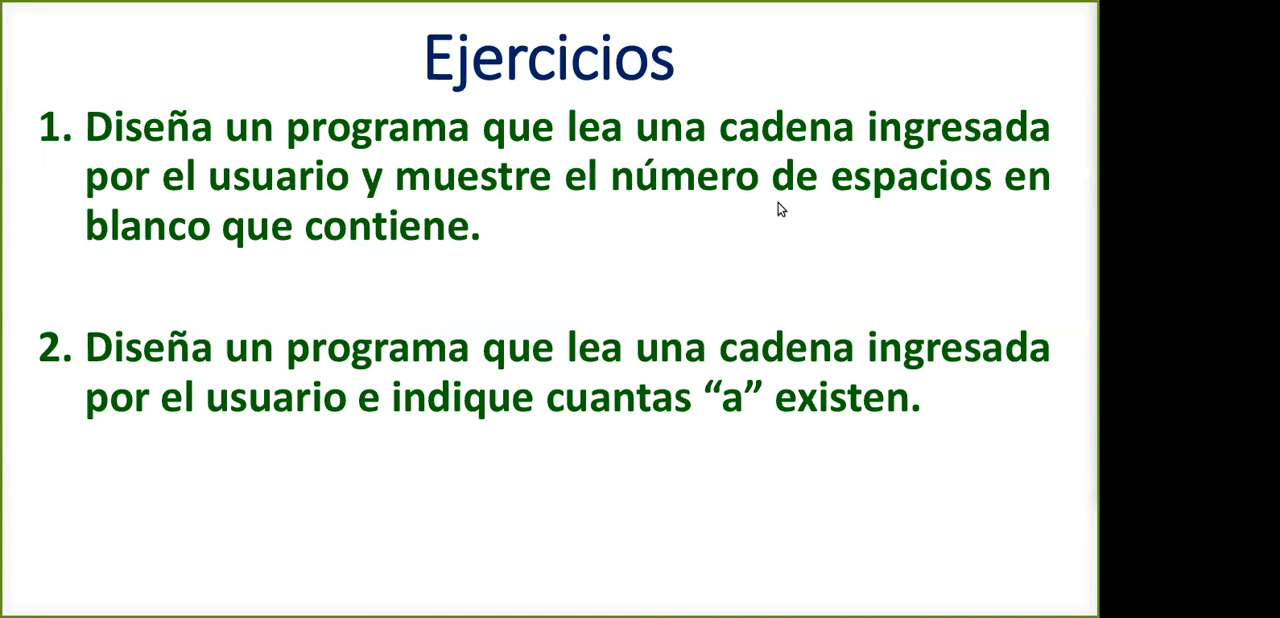 Ejercicios
1. Diseña un programa que lea una cadena ingresada
por el usuario y muestre el número de espacios en
blanco que contiene.
2. Diseña un programa que lea una cadena ingresada
por el usuario e indique cuantas “a” existen.